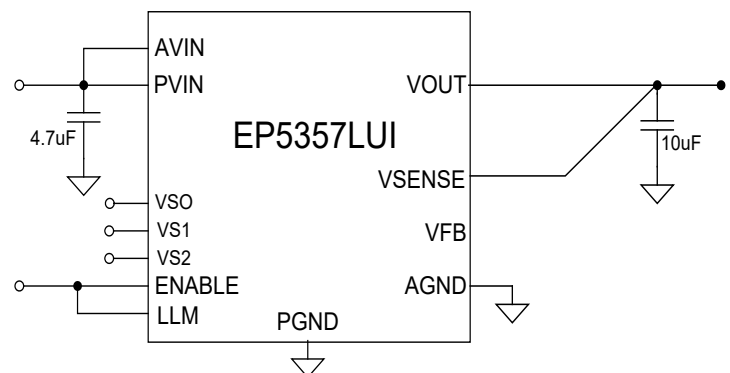 AVIN
PVIN
VOUT
4.7uF
EP5357LUI
10uF
VSENSE
VSO
VS1
VFB
VS2
ENABLE
AGND
LLM
PGND